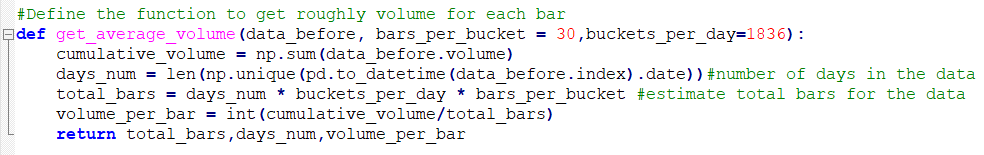 #Define the function to get roughly volume for each bar
def get_average_volume(data_before, bars_per_bucket = 30,buckets_per_day=1836):
    cumulative_volume = np.sum(data_before.volume)
    days_num = len(np.unique(pd.to_datetime(data_before.index).date))#number of days in the data
    total_bars = days_num * buckets_per_day * bars_per_bucket #estimate total bars for the data
    volume_per_bar = int(cumulative_volume/total_bars)
    return total_bars,days_num,volume_per_bar